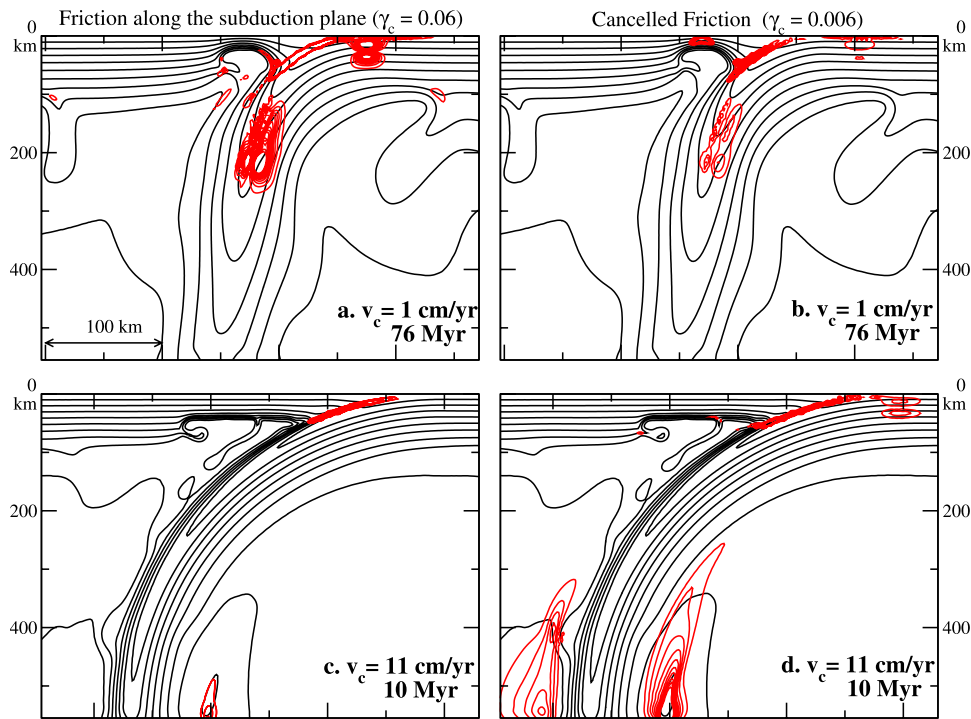 Friction along the subduction plane (γc = 0.06)
Cancelled Friction (γc = 0.006)
0
km
200
400
100 km
a. vc = 1 cm/yr
76 Myr
0
km
200
400
b. vc = 1 cm/yr
76 Myr
0
km
200
400
c. vc = 11 cm/yr
10 Myr
0
km
200
400
d. vc = 11 cm/yr
10 Myr